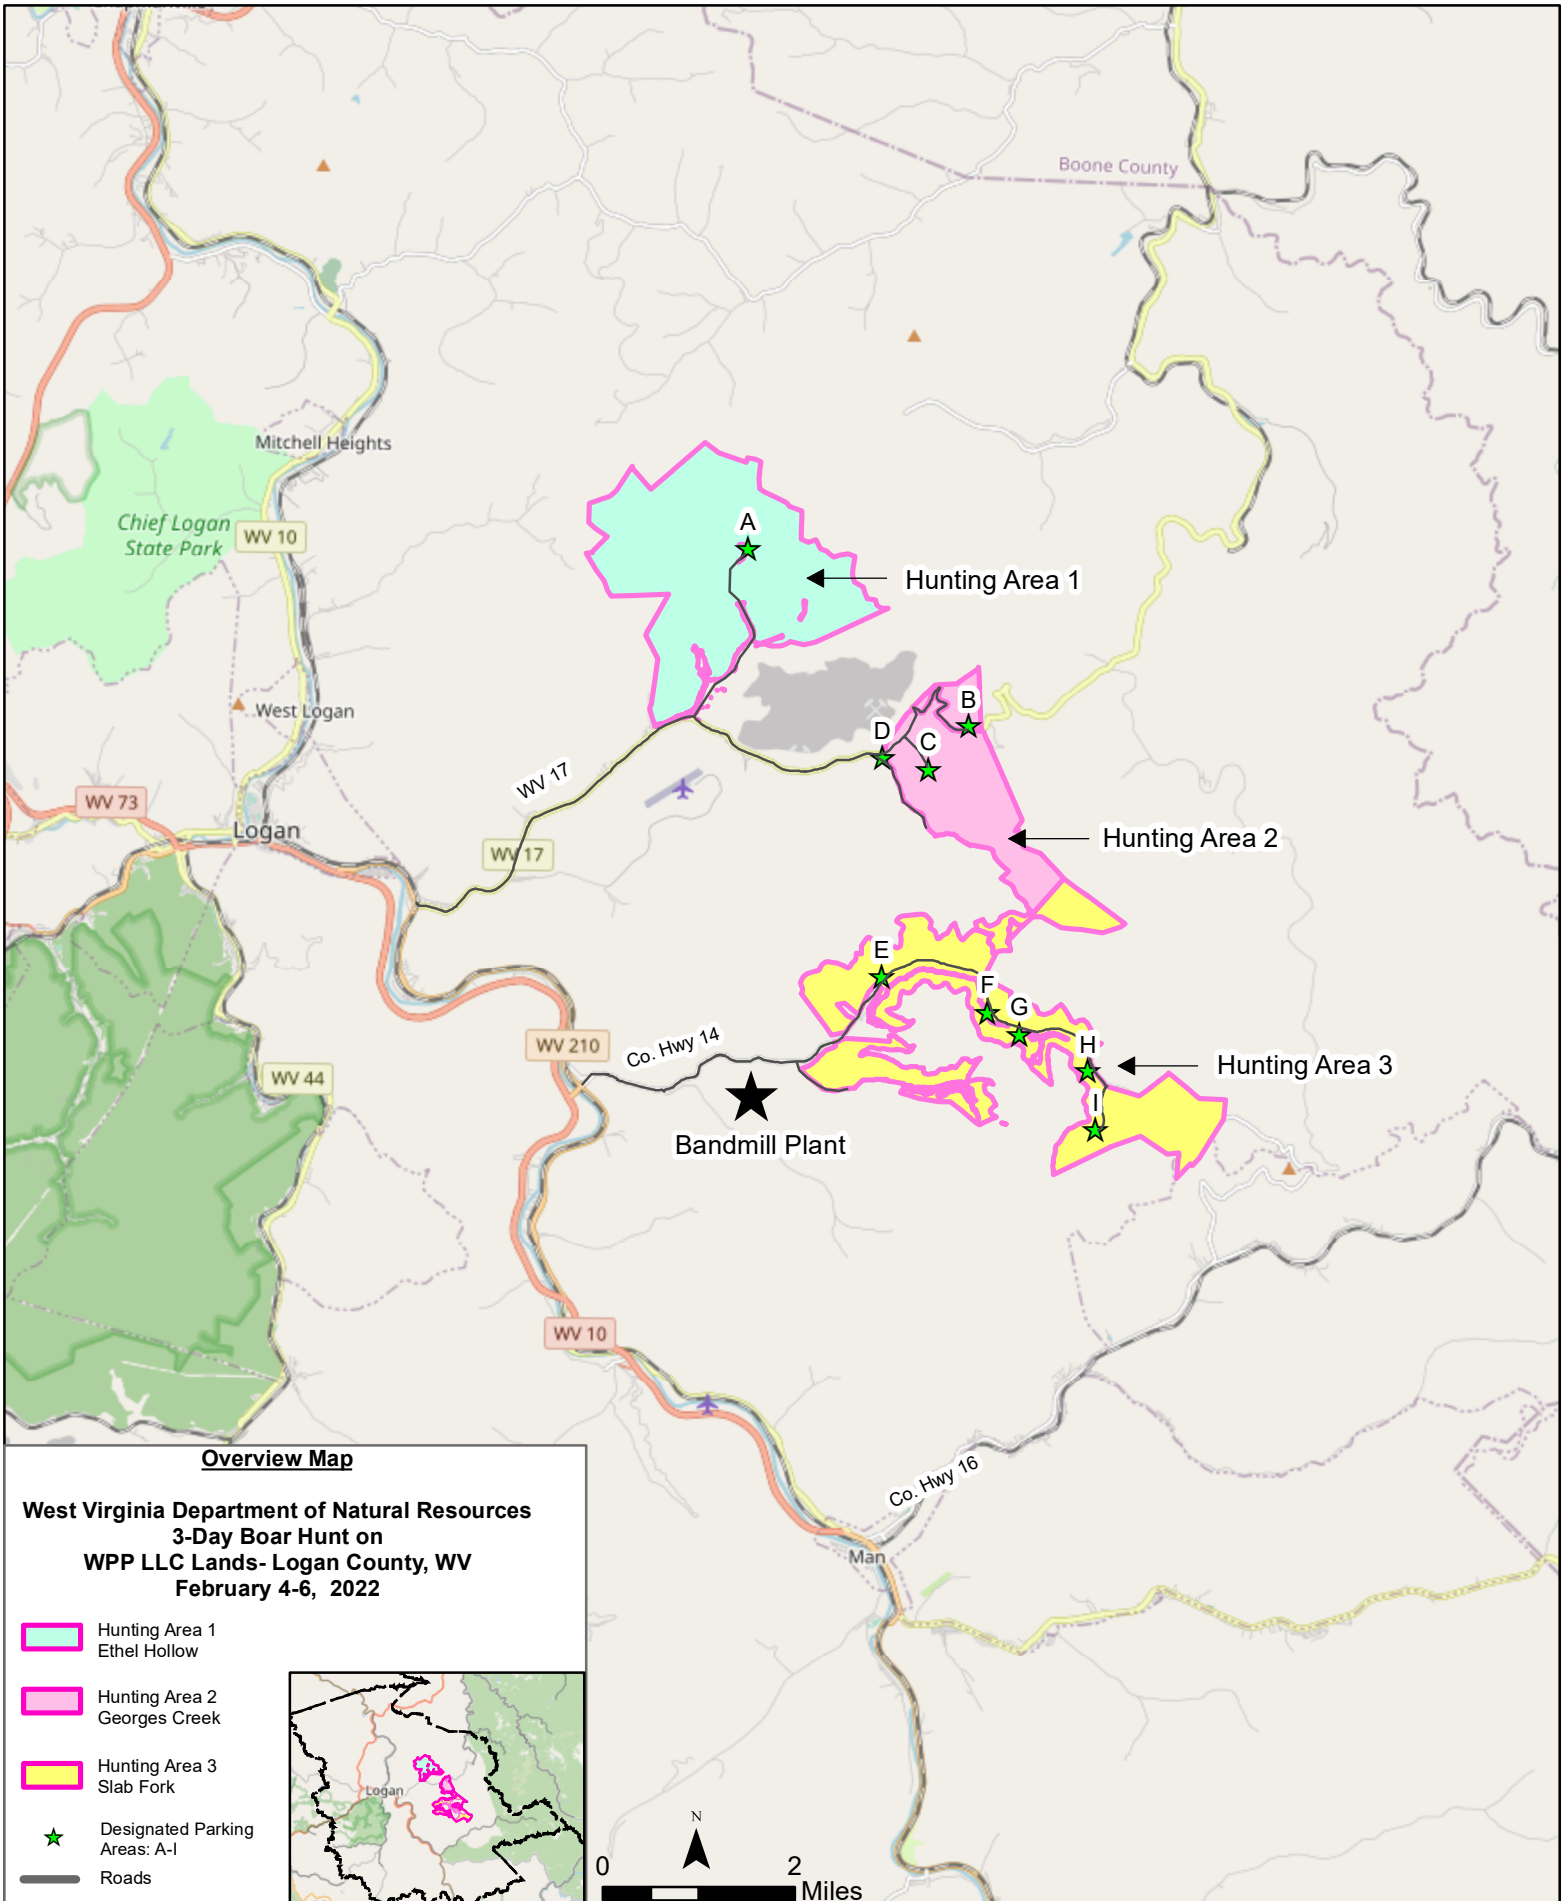 Boone County
Mitchell Heights
Chief Logan
State Park
WV 10
A
Hunting Area 1
West Logan
B
D
C
WV 17
WV 73
Logan
WV 17
Hunting Area 2
E
F
G
WV 210
Co. Hwy 14
H
Hunting Area 3
WV 44
I
Bandmill Plant
WV 10
Co. Hwy 16
Man
Overview Map
West Virginia Department of Natural Resources
3-Day Boar Hunt on
WPP LLC Lands- Logan County, WV
February 4-6, 2022
Hunting Area 1
Ethel Hollow
Hunting Area 2
Georges Creek
Hunting Area 3
Slab Fork
Designated Parking
Areas: A-I
Roads
Logan
N
0 2
Miles